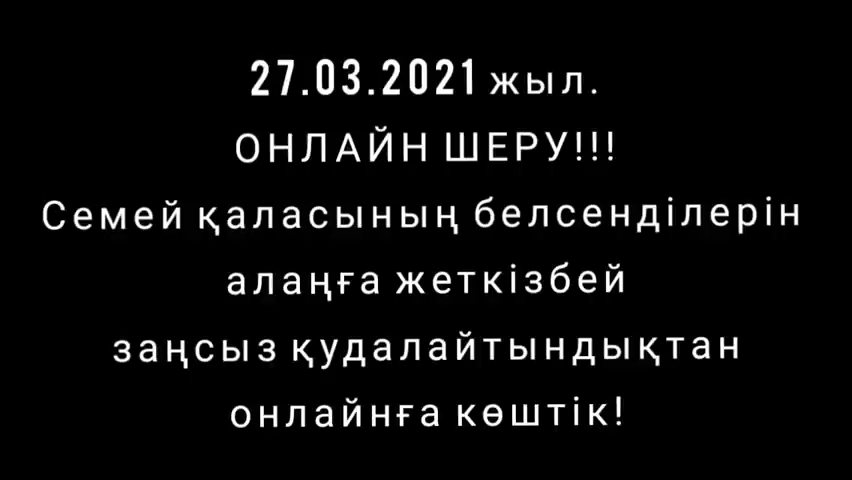 27.03.2021 жыл.
ОНЛАЙН ШЕРУ!!!
Семей қаласының белсенділерін
алаңға жеткізбей
заңсыз қудалайтындықтан
онлайнға көштік!